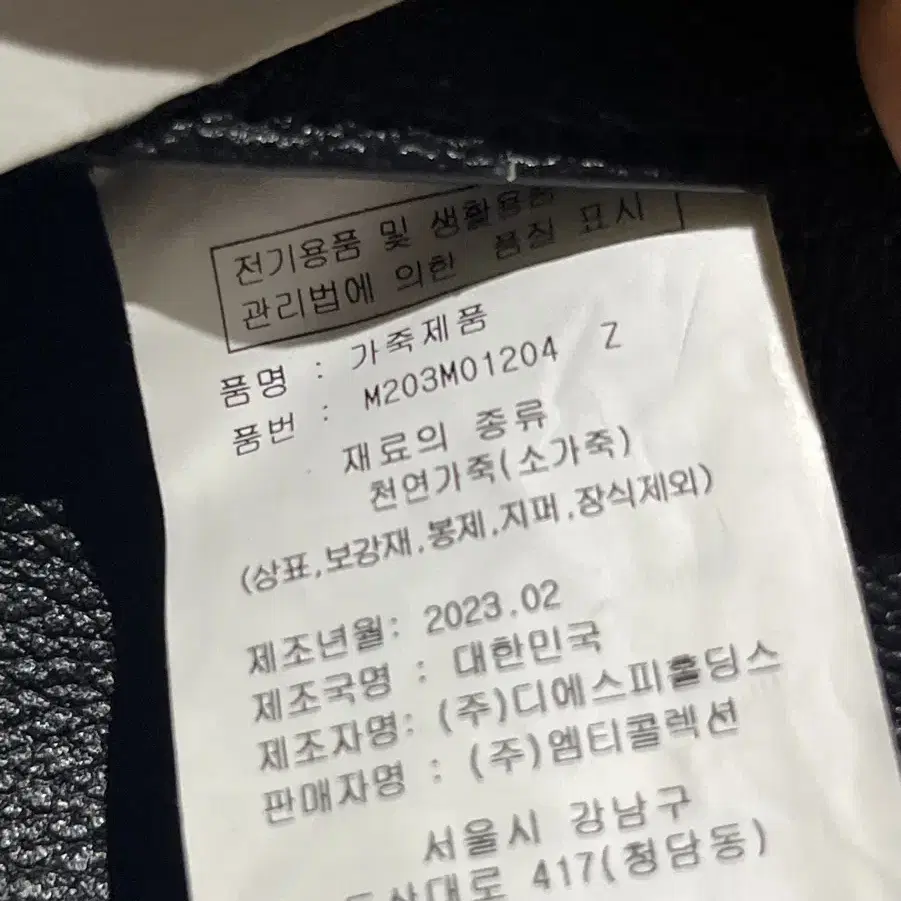 전기용품 및 생활용품
관리법에 의한 품질 표시
품명 : 가죽제품
품번 : M203M01204 Z
재료의 종류
천연가죽(소가죽)
(상표,보강재,봉제,지퍼,장식제외)
제조년월: 2023.02
제조국명 : 대한민국
제조자명: (주)디에스피홀딩스
판매자명 : (주)엠티콜렉션
서울시 강남구
417(청담동)